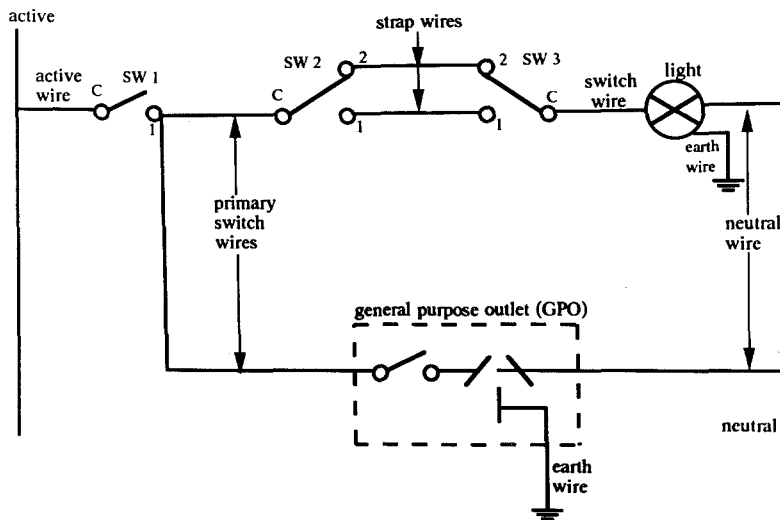 active
strap wires
active
wire
C
SW 1
1
SW 2
2
C
1
2
SW 3
1
C
switch
wire
light
earth
wire
primary
switch
wires
neutral
wire
general purpose outlet (GPO)
neutral
earth
wire